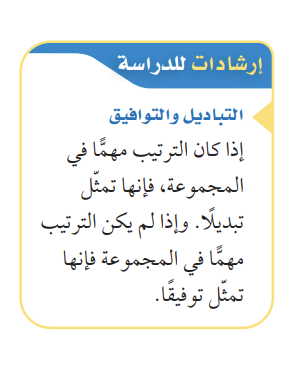 إرشادات للدراسة
التباديل والتوافيق
إذا كان الترتيب مهمًّا في
المجموعة، فإنها تمثّل
تبديلًا. وإذا لم يكن الترتيب
مهمًّا في المجموعة فإنها
تمثّل توفيقًا.